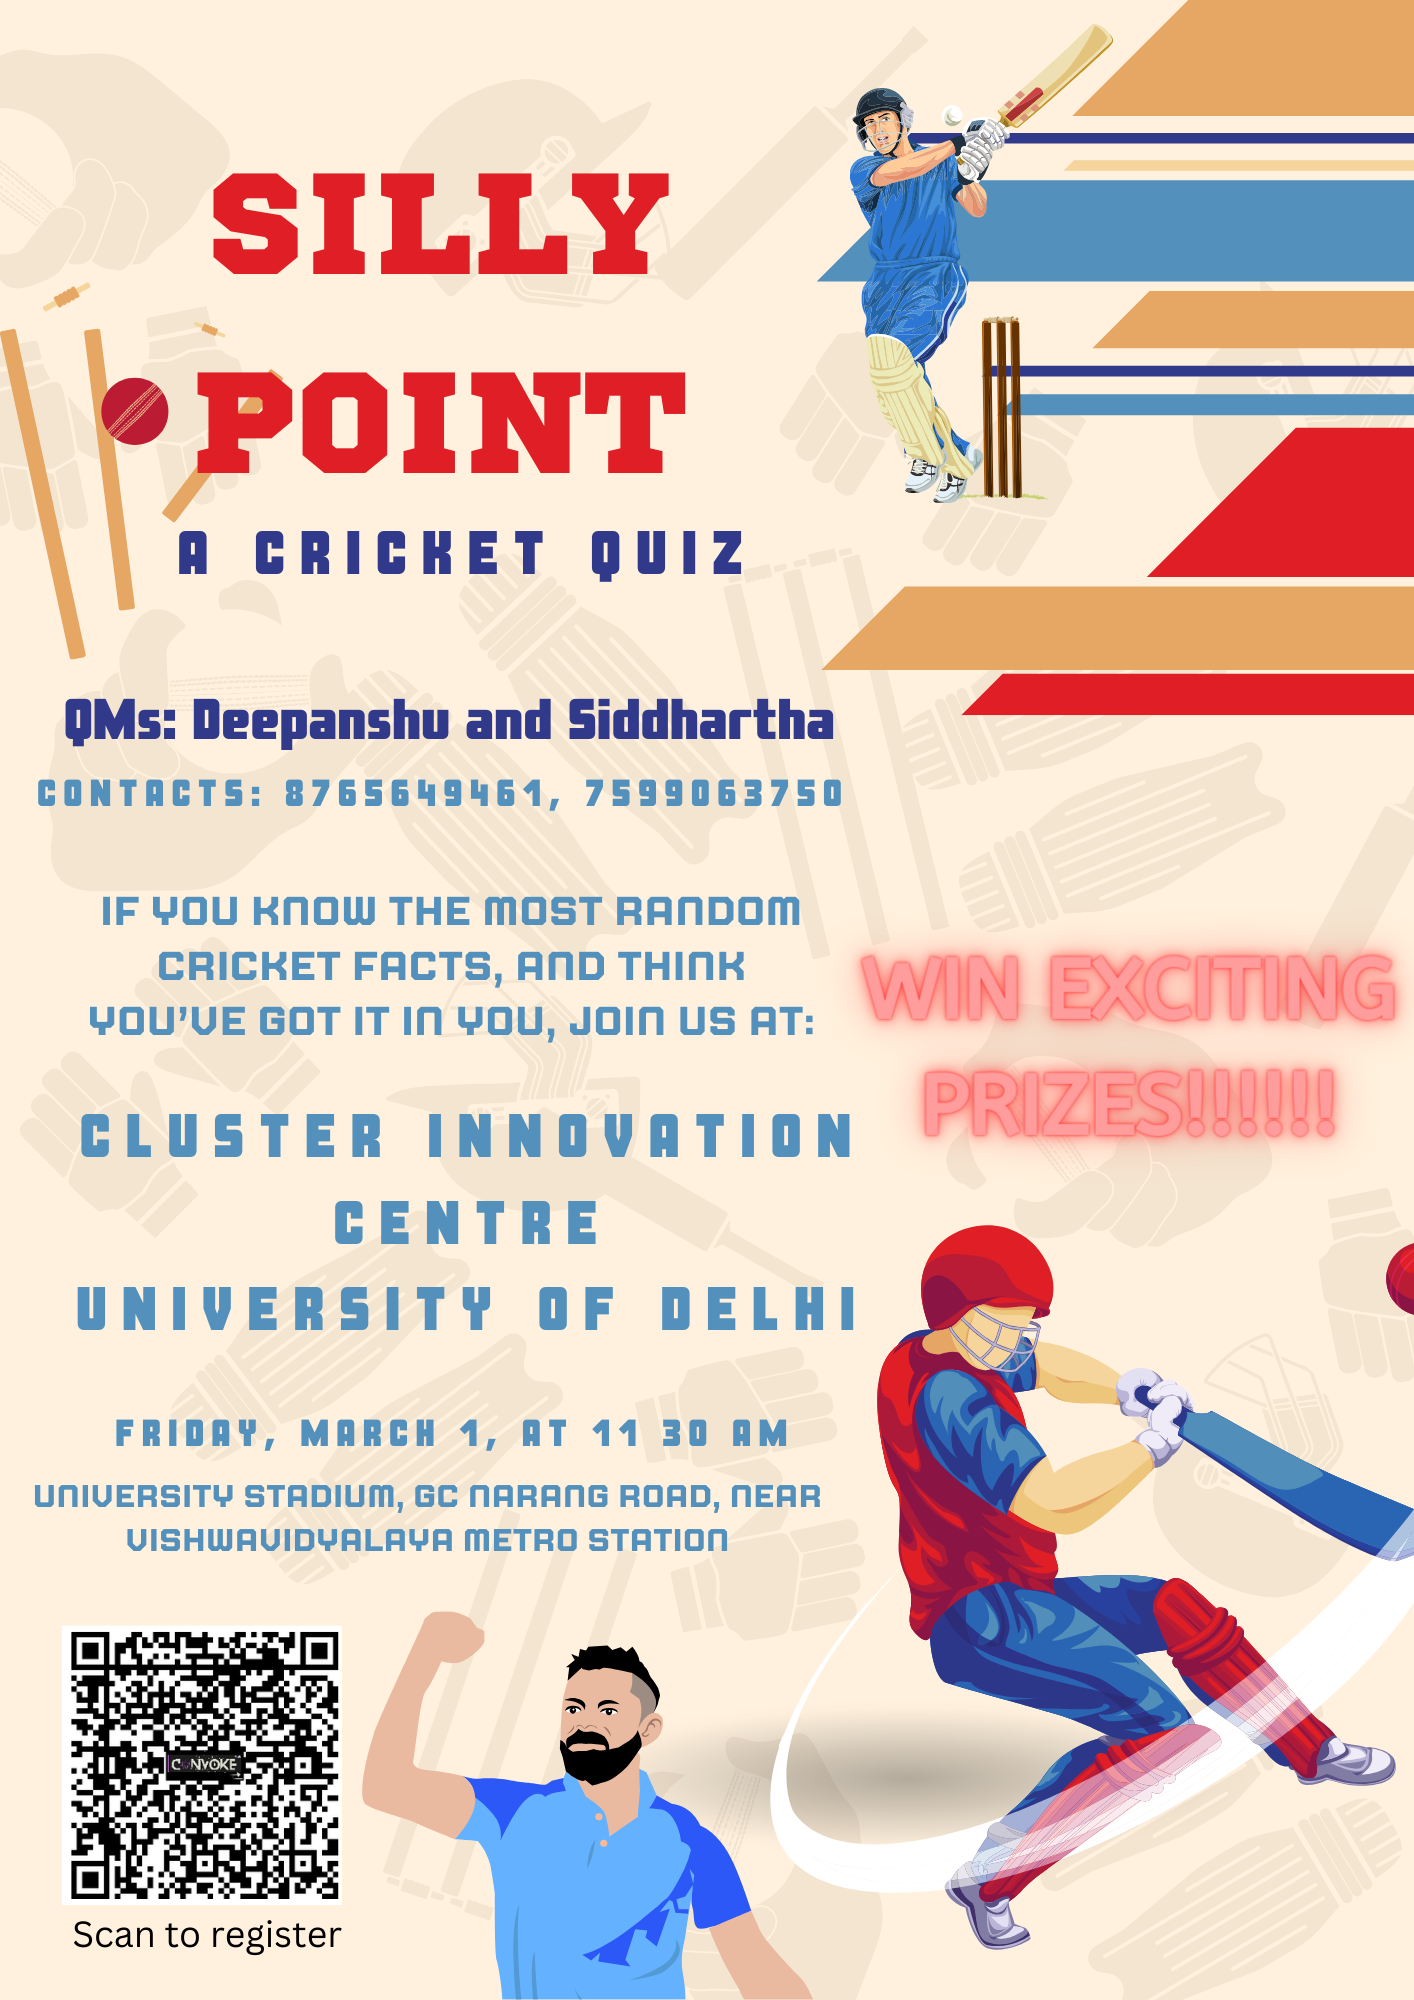 SILLY
POINT
A CRICKET QUIZ
QMs: Deepanshu and Siddhartha
CONTACTS: 8765649461, 7599063750
IF YOU KNOW THE MOST RANDOM
CRICKET FACTS, AND THINK
YOU'VE GOT IT IN YOU, JOIN US AT:
WIN EXCITING
PRIZES!!!!!!
CLUSTER INNOVATION
CENTRE
UNIVERSITY OF DELHI
FRIDAY, MARCH 1, AT 11 30 AM
UNIVERSITY STADIUM, GC NARANG ROAD, NEAR
VISHWAVIDYALAYA METRO STATION
Scan to register